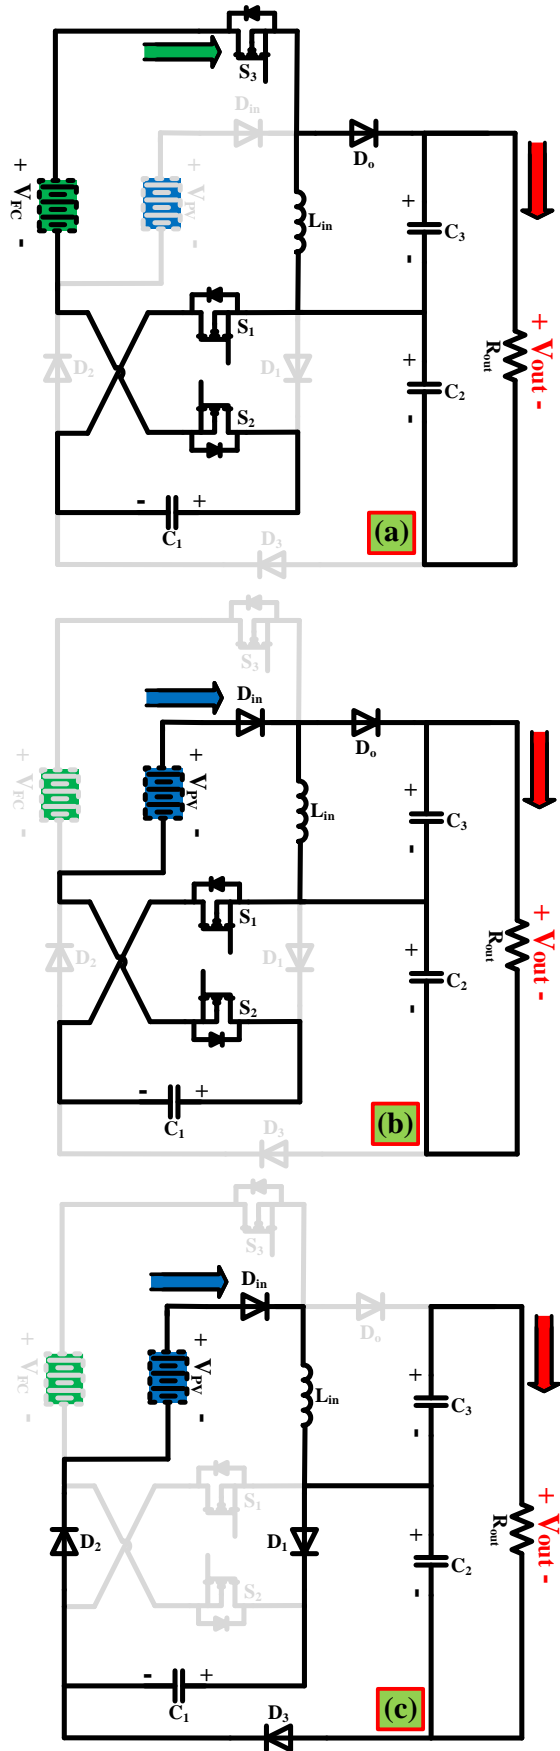 S3
Din
Do
+ VFC -
+ VPV -
Lin
+
C3
-
S1
D2
D1
+
C2
-
Rout
+ Vout -
S2
- +
C1
(a)
D3
S3
Din
Do
+ VFC -
+ VPV -
Lin
+
C3
-
S1
D2
D1
+
C2
-
Rout
+ Vout -
S2
- +
C1
(b)
D3
S3
Din
Do
+ VFC -
+ VPV -
Lin
+
C3
-
S1
D2
D1
+
C2
-
Rout
+ Vout -
S2
- +
C1
D3
(c)